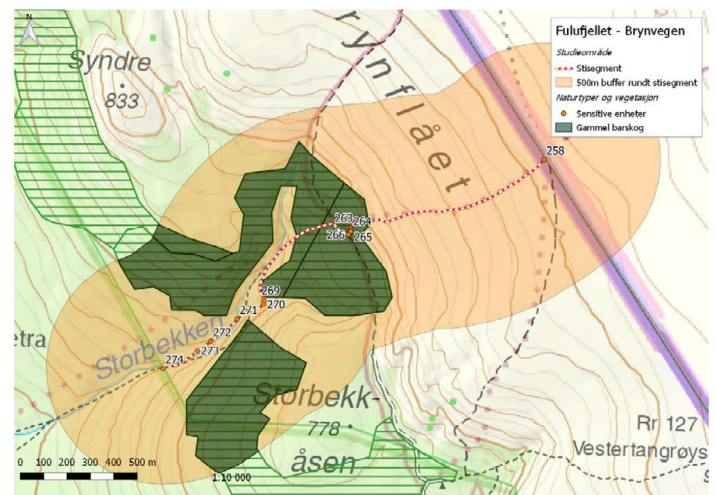 Fulufjellet - Brynvegen
Studieområde
Stisegment
500m buffer rundt stisegment
Naturtyper og vegetasjon
Sensitive enheter
Gammel barskog
N
Syndre
833
Brynflået
258
263
264
266
265
269
270
271
272
273
274
Storbekken
etra
Storbekk-
778
åsen
Rr 127
Vestertangrøys
0 100 200 300 400 500 m
1:10 000